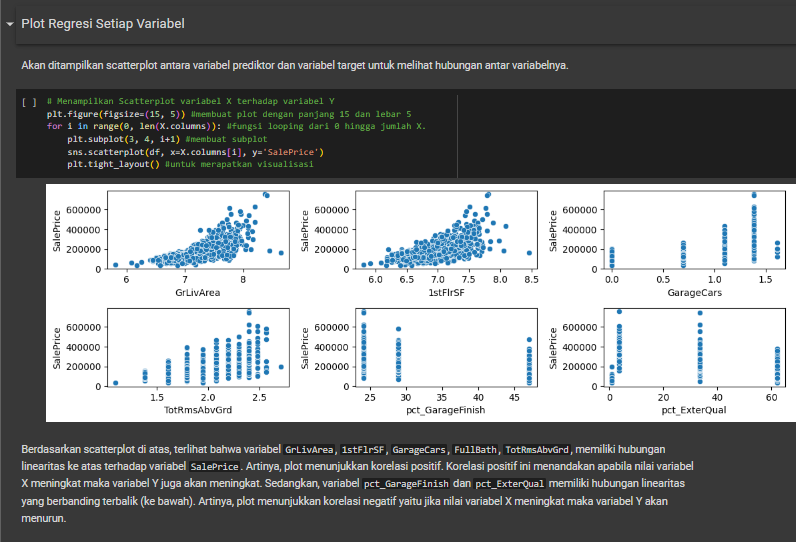 Plot Regresi Setiap Variabel
Akan ditampilkan scatterplot antara variabel prediktor dan variabel target untuk melihat hubungan antar variabelnya.
[ ] # Menampilkan Scatterplot variabel X terhadap variabel Y
plt.figure(figsize=(15, 5)) #membuat plot dengan panjang 15 dan lebar 5
for i in range(0, len(X.columns)): #fungsi looping dari 0 hingga jumlah X.
plt.subplot(3, 4, i+1) #membuat subplot
sns.scatterplot(df, x=X.columns[i], y='SalePrice')
plt.tight_layout() #untuk merapatkan visualisasi
SalePrice
600000
400000
200000
0
6 7 8
GrLivArea
SalePrice
600000
400000
200000
0
6.0 6.5 7.0 7.5 8.0 8.5
1stFlrSF
SalePrice
600000
400000
200000
0
0.0 0.5 1.0 1.5
GarageCars
SalePrice
600000
400000
200000
0
1.5 2.0 2.5
TotRmsAbvGrd
SalePrice
600000
400000
200000
0
25 30 35 40 45
pct_GarageFinish
SalePrice
600000
400000
200000
0
0 20 40 60
pct_ExterQual
Berdasarkan scatterplot di atas, terlihat bahwa variabel GrLivArea, 1stFlrSF, GarageCars, FullBath, TotRmsAbvGrd, memiliki hubungan
linearitas ke atas terhadap variabel SalePrice. Artinya, plot menunjukkan korelasi positif. Korelasi positif ini menandakan apabila nilai variabel
X meningkat maka variabel Y juga akan meningkat. Sedangkan, variabel pct_GarageFinish dan pct_ExterQual memiliki hubungan linearitas
yang berbanding terbalik (ke bawah). Artinya, plot menunjukkan korelasi negatif yaitu jika nilai variabel X meningkat maka variabel Y akan
menurun.